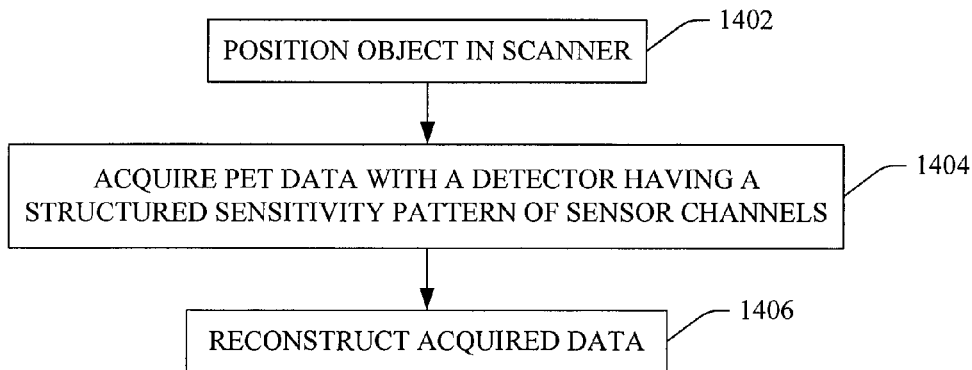 1402
POSITION OBJECT IN SCANNER
1404
ACQUIRE PET DATA WITH A DETECTOR HAVING A
STRUCTURED SENSITIVITY PATTERN OF SENSOR CHANNELS
1406
RECONSTRUCT ACQUIRED DATA